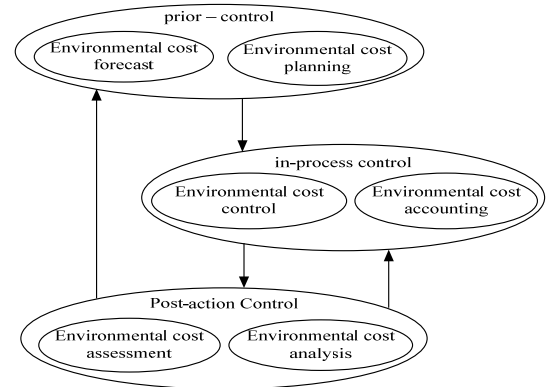 prior – control
Environmental cost
forecast
Environmental cost
planning
in-process control
Environmental cost
control
Environmental cost
accounting
Post-action Control
Environmental cost
assessment
Environmental cost
analysis